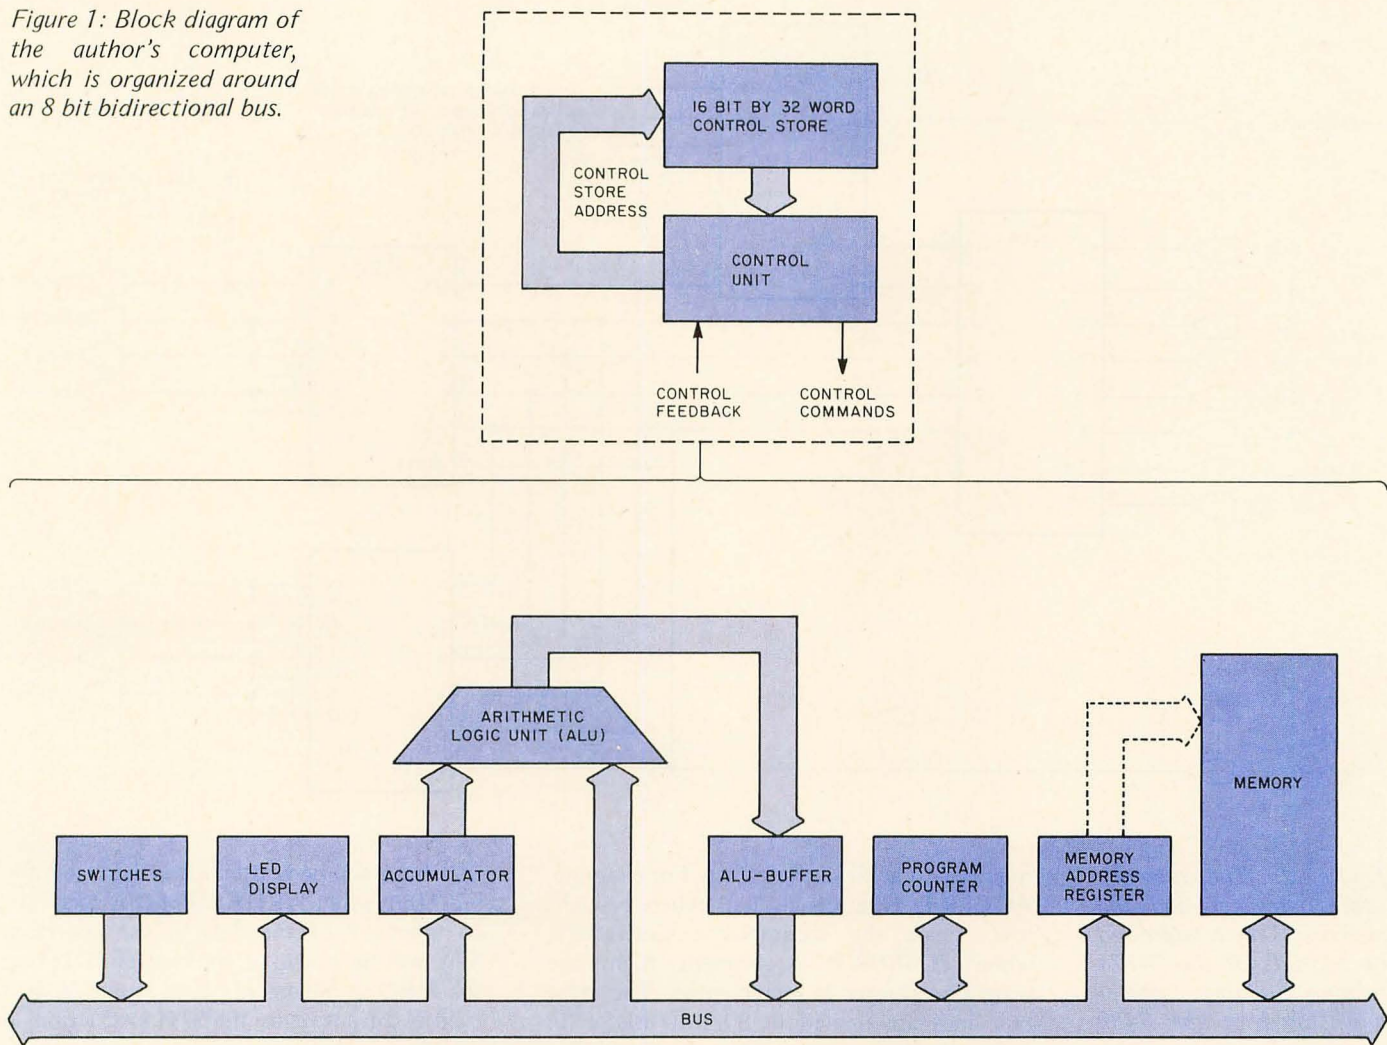 Figure 1: Block diagram of
the author's computer,
which is organized around
an 8 bit bidirectional bus.
16 BIT BY 32 WORD
CONTROL STORE
CONTROL
STORE
ADDRESS
CONTROL
UNIT
CONTROL
FEEDBACK
CONTROL
COMMANDS
ARITHMETIC
LOGIC UNIT (ALU)
MEMORY
SWITCHES
LED
DISPLAY
ACCUMULATOR
ALU-BUFFER
PROGRAM
COUNTER
MEMORY
ADDRESS
REGISTER
BUS